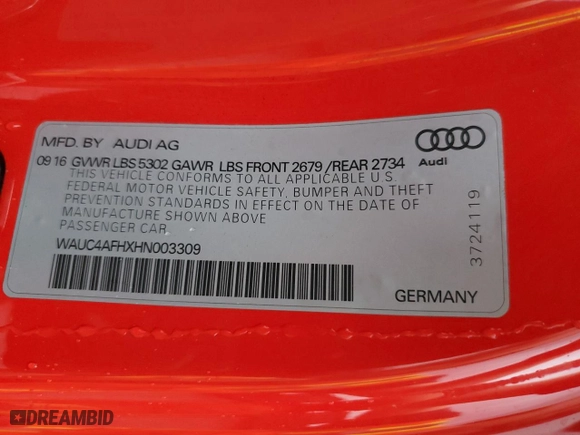 MFD. BY AUDI AG
09 16 GVWR LBS 5302 GAWR LBS FRONT 2679 /REAR 2734
THIS VEHICLE CONFORMS TO ALL APPLICABLE U.S.
FEDERAL MOTOR VEHICLE SAFETY, BUMPER AND THEFT
PREVENTION STANDARDS IN EFFECT ON THE DATE OF
MANUFACTURE SHOWN ABOVE
PASSENGER CAR.
WAUC4AFHXHN003309
Audi
3724119
GERMANY
DREAMBID